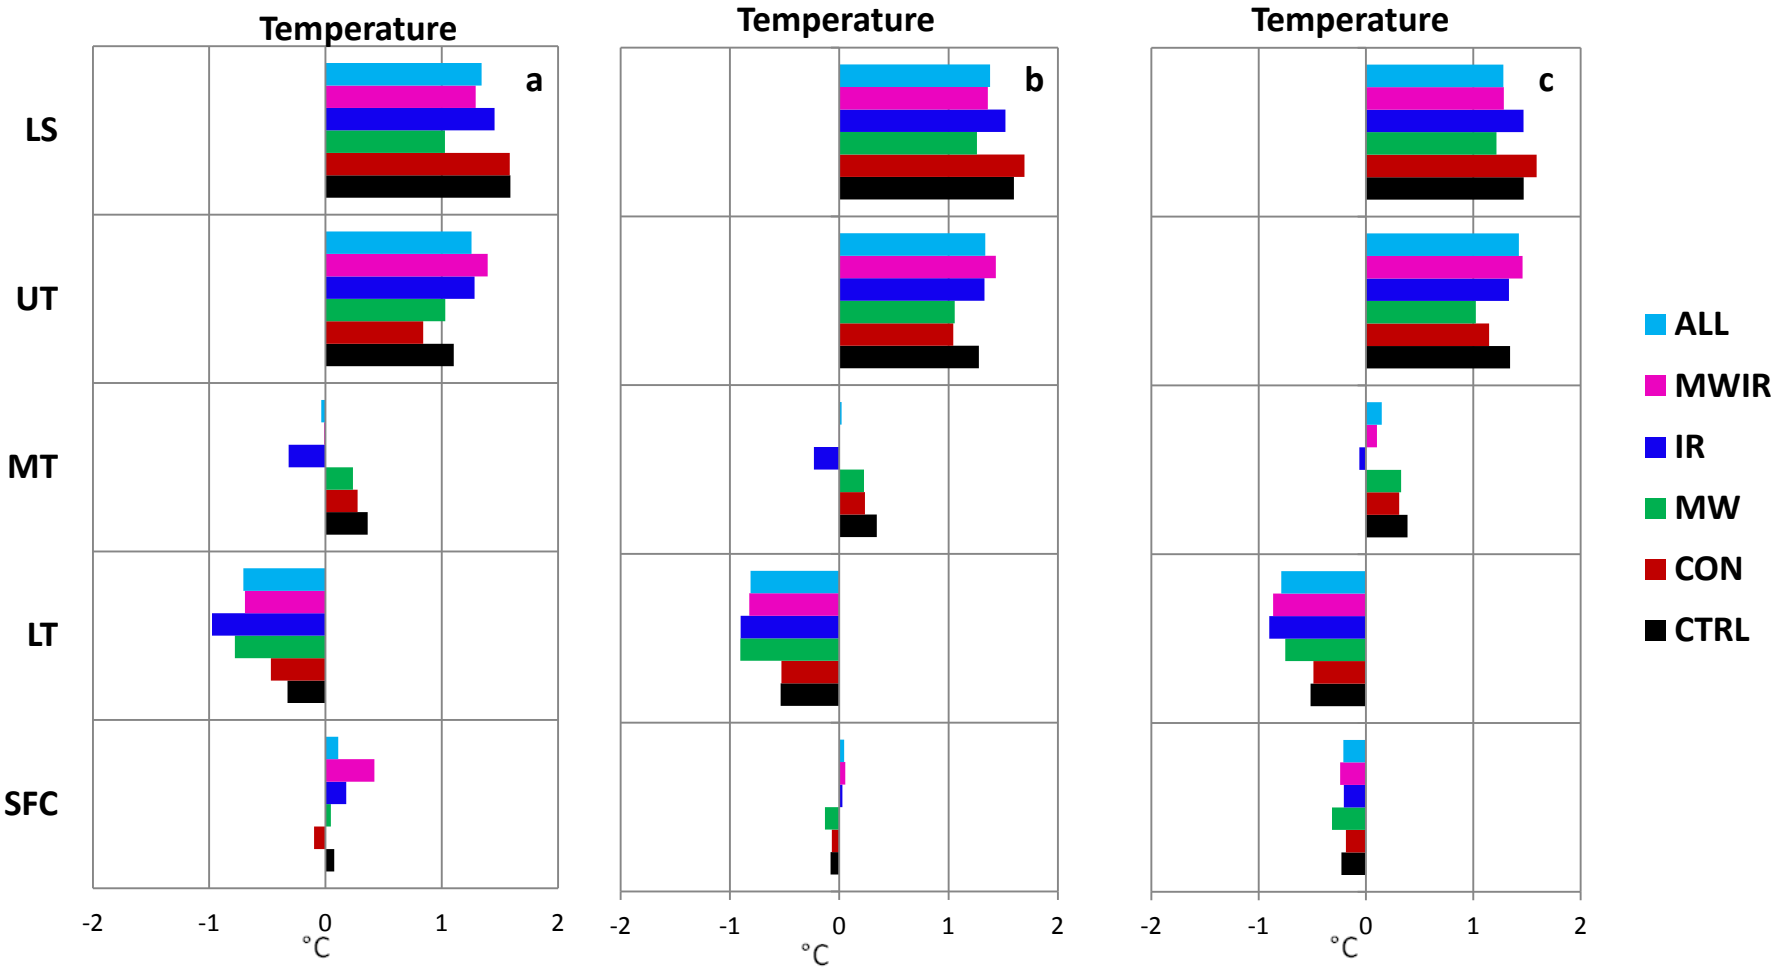 Temperature
Temperature
Temperature
a
b
c
LS
UT
MT
LT
SFC
ALL
MWIR
IR
MW
CON
CTRL
-2 -1 0 1 2
-2 -1 0 1 2
-2 -1 0 1 2
°C
°C
°C